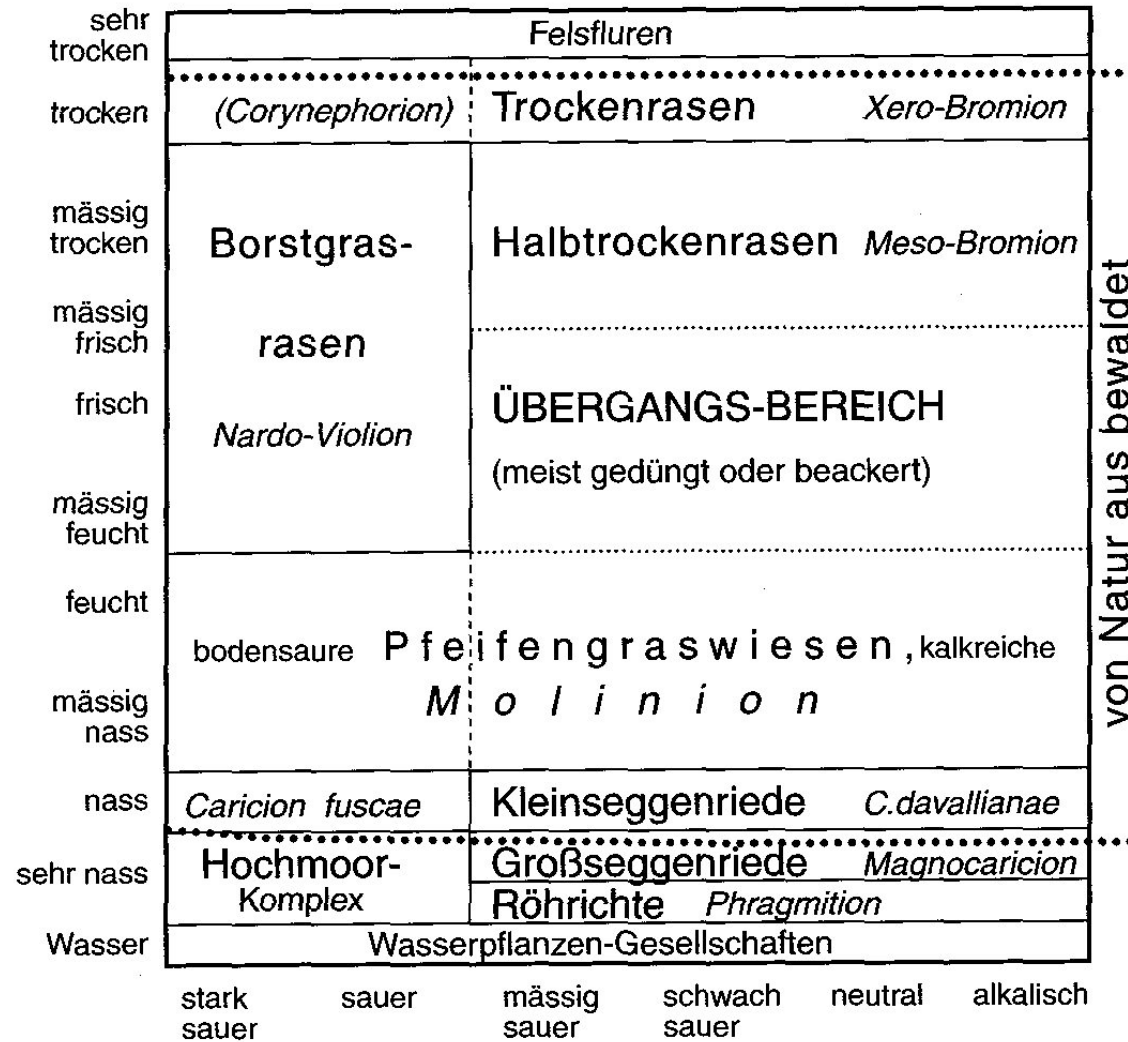 sehr
trocken
Felsfluren
trocken
(Corynephorion)
Trockenrasen
Xero-Bromion
mässig
trocken
Borstgras-
Halbtrockenrasen
Meso-Bromion
mässig
frisch
rasen
frisch
ÜBERGANGS-BEREICH
Nardo-Violion
(meist gedüngt oder beackert)
mässig
feucht
feucht
bodensaure Pfeifengraswiesen, kalkreiche
Molinion
mässig
nass
nass
Caricion fuscae
Kleinseggenriede
C.davallianae
sehr nass
Hochmoor-
Komplex
Großseggenriede
Magnocaricion
Röhrichte
Phragmition
Wasser
Wasserpflanzen-Gesellschaften
von Natur aus bewaldet
stark
sauer
sauer
mässig
sauer
schwach
sauer
neutral
alkalisch